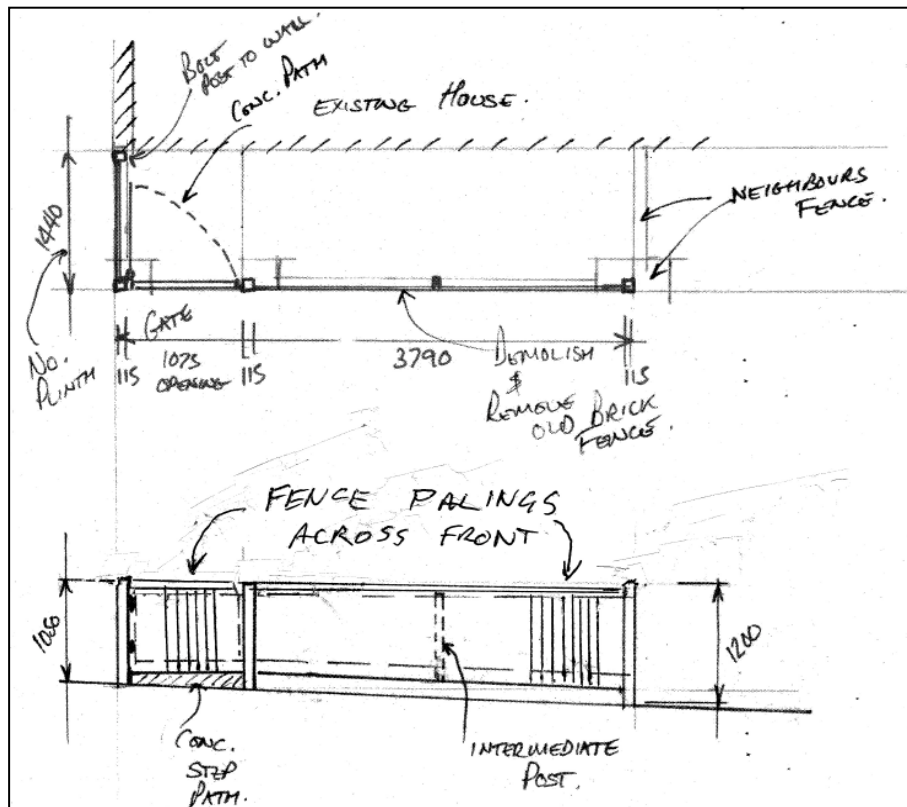 BOLT
POST TO WALL.
CONC. PATH
EXISTING HOUSE.
NEIGHBOURS
FENCE.
1440
NO.
PLINTH
GATE
115
1075
OPENING
115
3790
DEMOLISH
&
REMOVE
OLD BRICK
FENCE.
115
FENCE PALINGS
ACROSS FRONT
1200
CONC.
STEP
PATH.
INTERMEDIATE
POST.